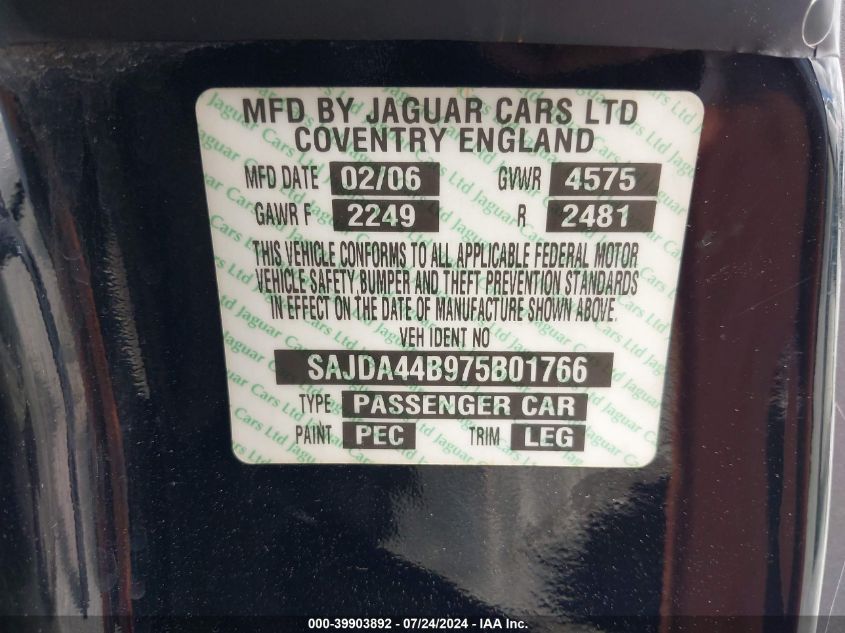 MFD BY JAGUAR CARS LTD
COVENTRY ENGLAND
MFD DATE 02/06 GVWR 4575
GAWR F 2249 R 2481
THIS VEHICLE CONFORMS TO ALL APPLICABLE FEDERAL MOTOR
VEHICLE SAFETY, BUMPER AND THEFT PREVENTION STANDARDS
IN EFFECT ON THE DATE OF MANUFACTURE SHOWN ABOVE.
VEH IDENT NO
SAJDA44B975B01766
TYPE PASSENGER CAR
PAINT PEC TRIM LEG
000-39903892 / 07/24/2024 - IAA Inc.